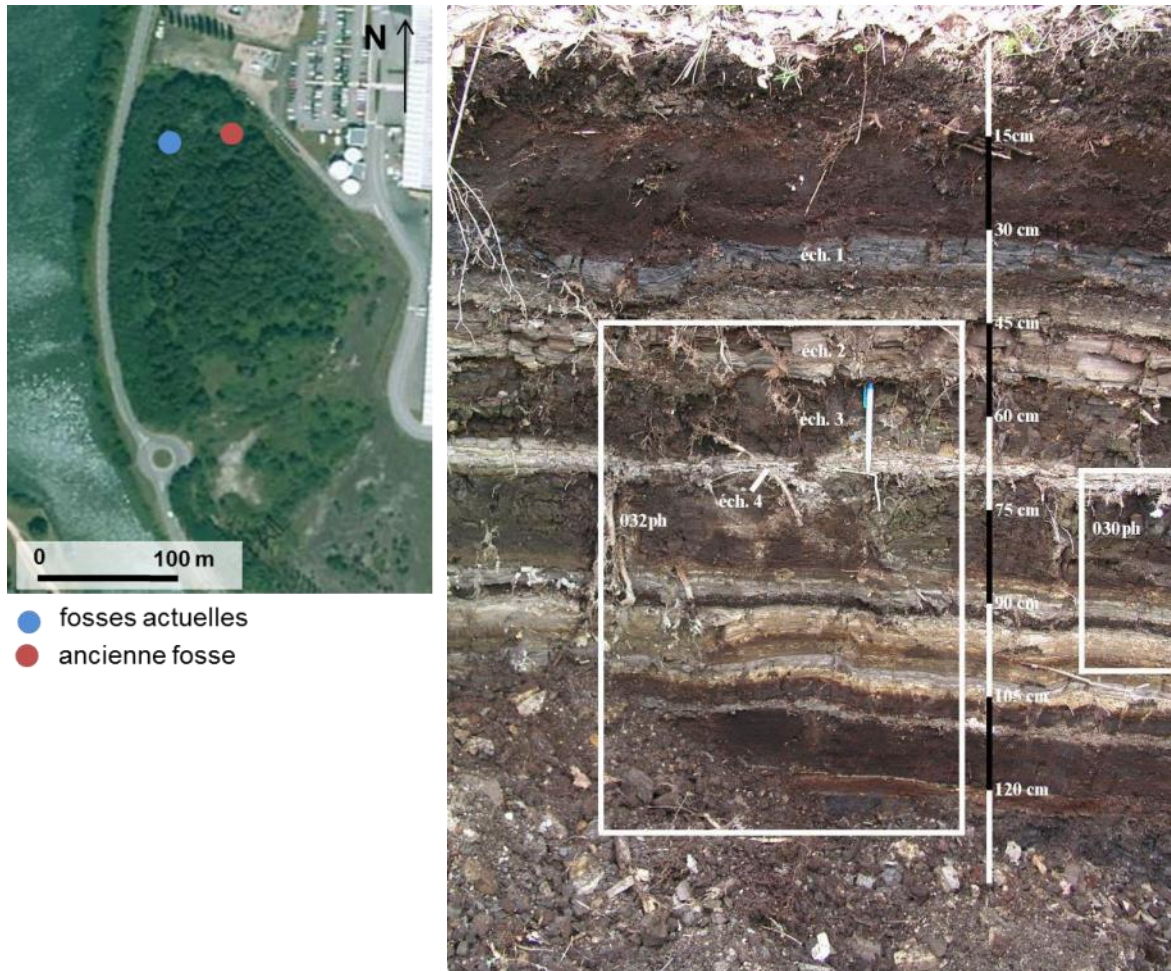 N
0
100 m
fosses actuelles
ancienne fosse
15cm
30 cm
éch. 1
45 cm
éch. 2
éch. 3
60 cm
éch. 4
75 cm
032ph
030ph
90 cm
105 cm
120 cm